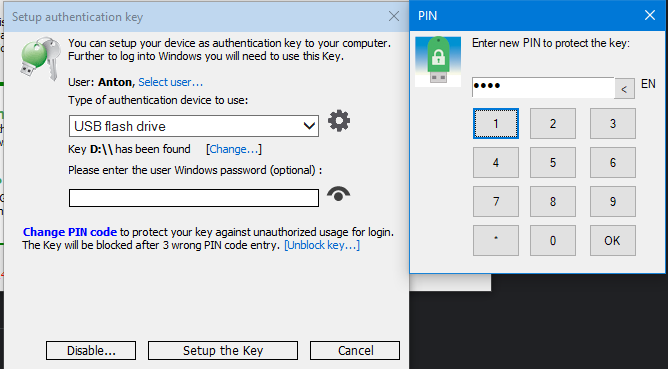 Setup authentication key
You can setup your device as authentication key to your computer.
Further to log into Windows you will need to use this Key.
User: Anton, Select user...
Type of authentication device to use:
USB flash drive
Key D:\\ has been found [Change...]
Please enter the user Windows password (optional) :
Change PIN code to protect your key against unauthorized usage for login.
The Key will be blocked after 3 wrong PIN code entry. [Unblock key...]
Disable...
Setup the Key
Cancel
PIN
Enter new PIN to protect the key:
< EN
1 2 3
4 5 6
7 8 9
* 0 OK